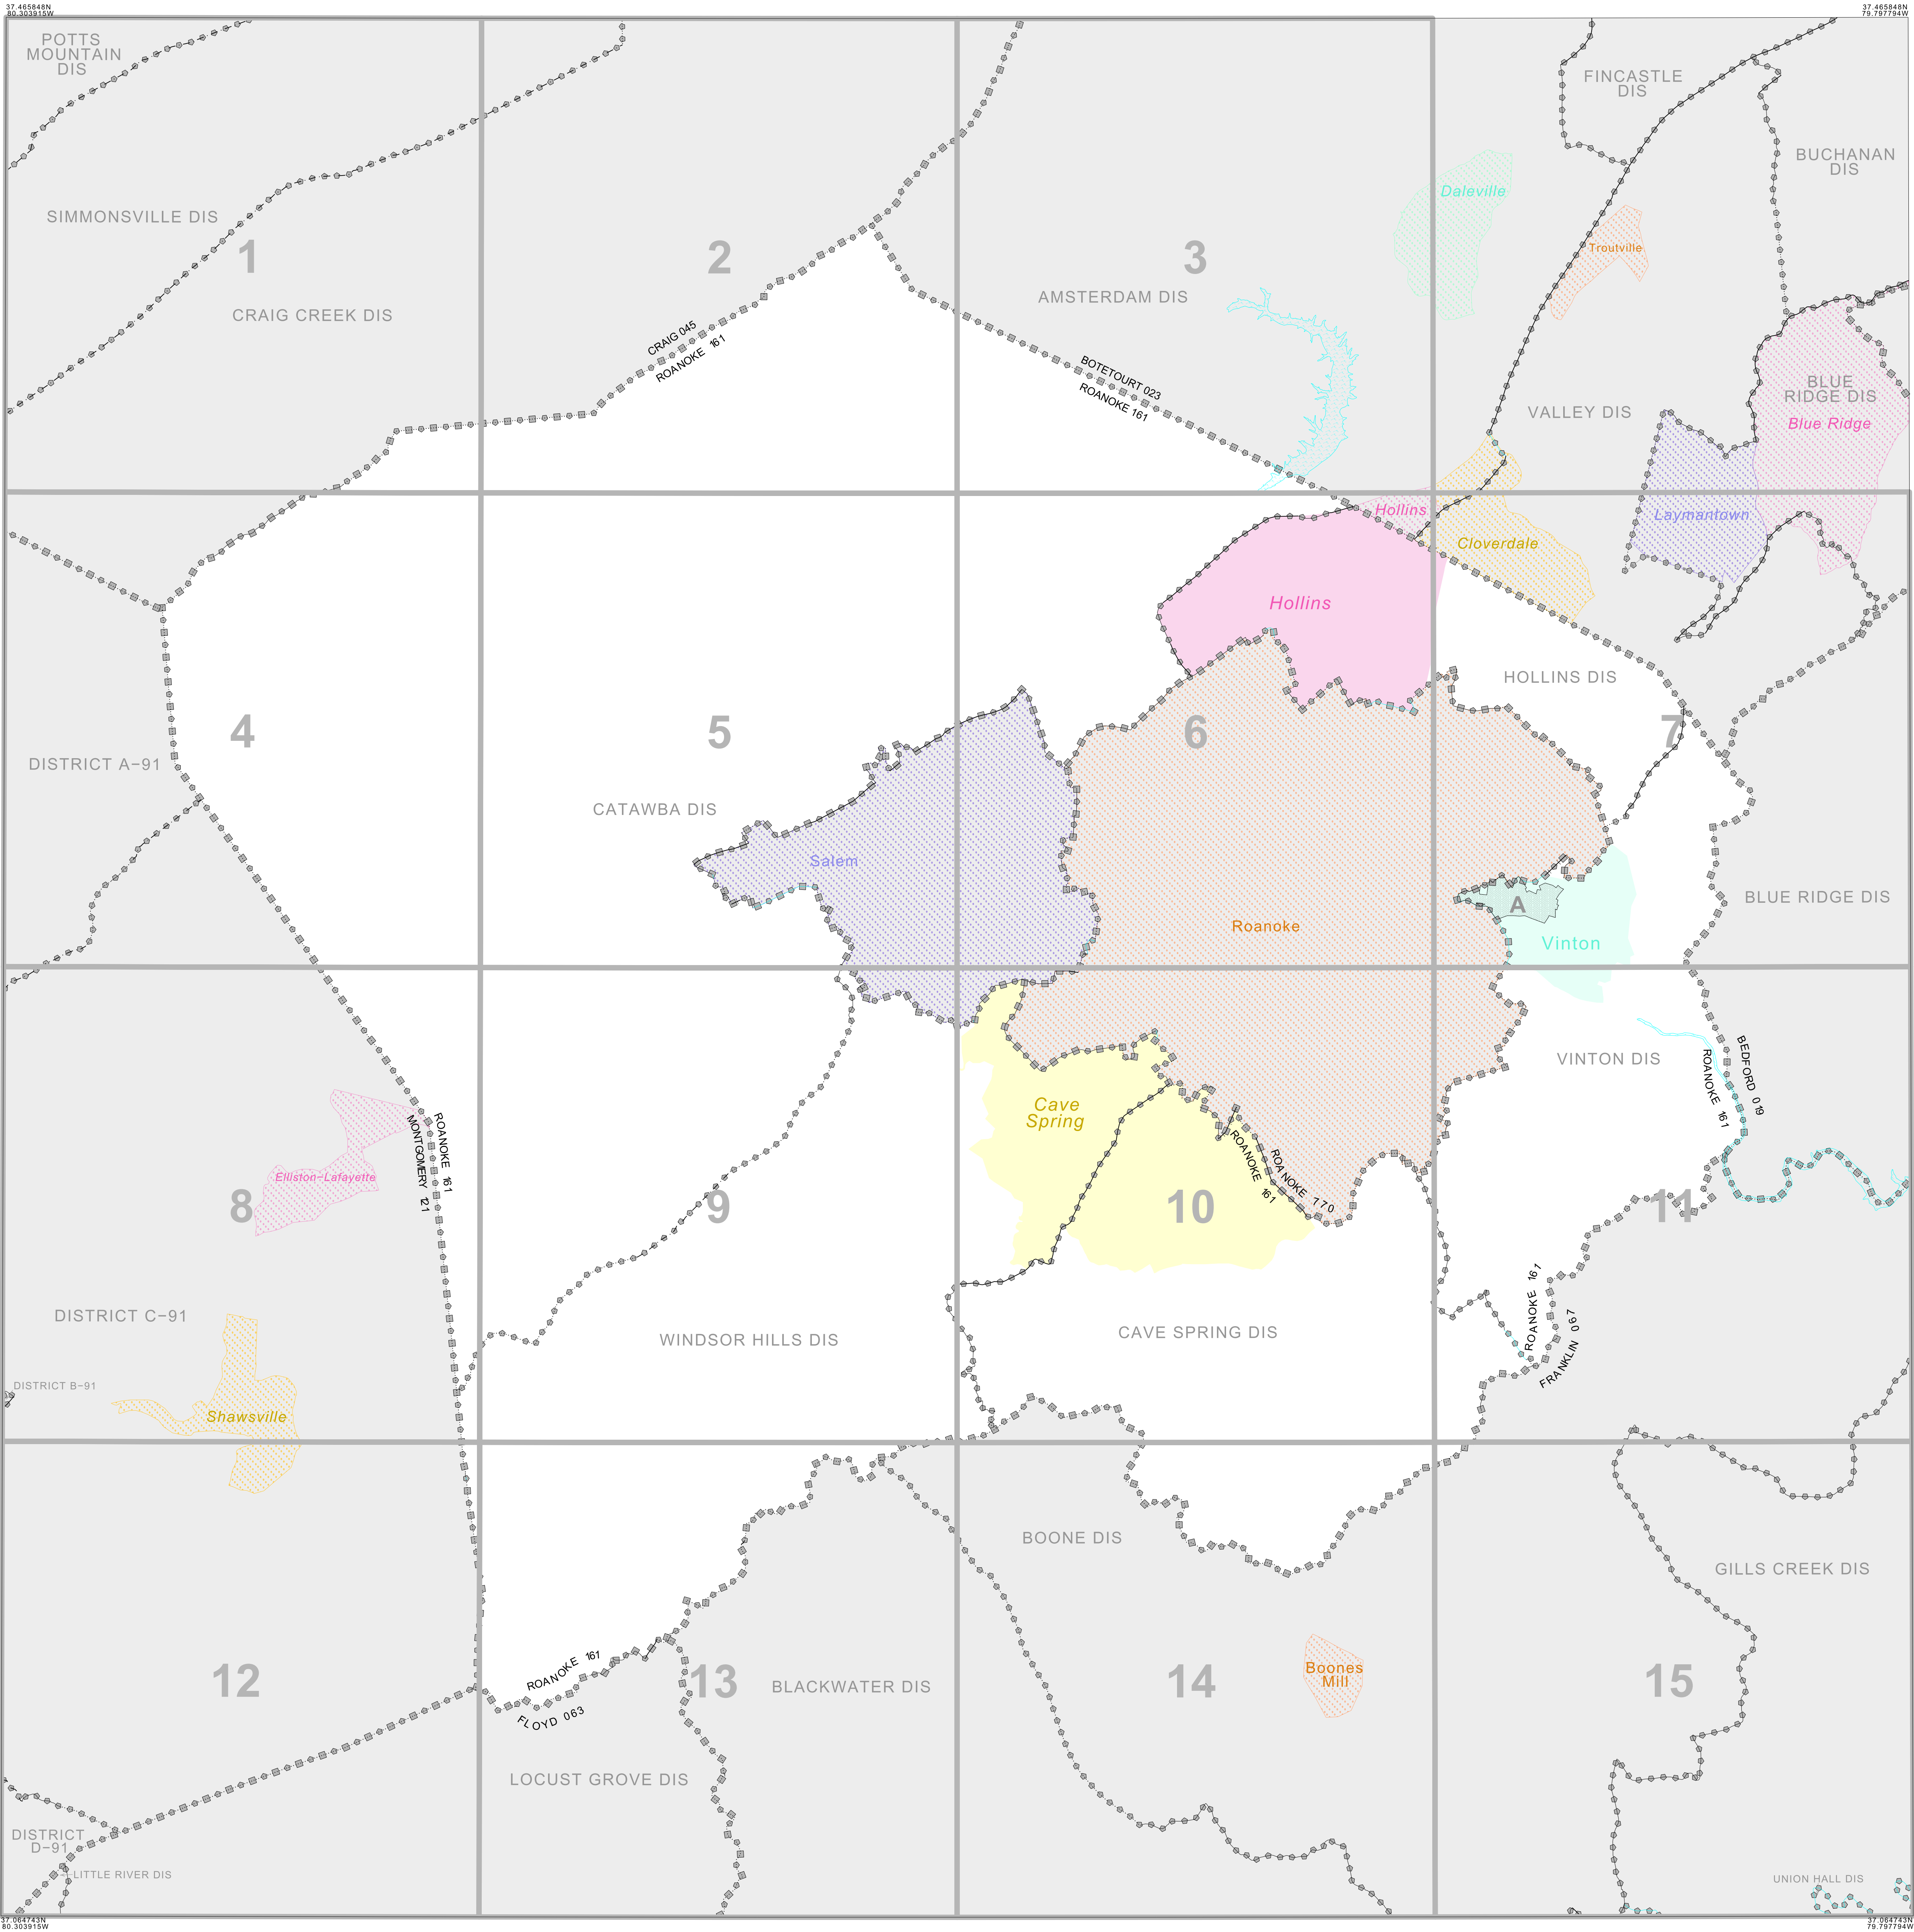 37.465848N
80.303915W
37.465848N
79.797794W
POTTS
MOUNTAIN
DIS
FINCASTLE
DIS
BUCHANAN
DIS
Daleville
SIMMONSVILLE DIS
Troutville
1
2
3
AMSTERDAM DIS
CRAIG CREEK DIS
CRAIG 045
ROANOKE 161
BOTETOURT 023
ROANOKE 161
BLUE
RIDGE DIS
VALLEY DIS
Blue Ridge
Hollins
Laymantown
Cloverdale
Hollins
HOLLINS DIS
4
5
6
7
DISTRICT A-91
CATAWBA DIS
Salem
BLUE RIDGE DIS
A
Roanoke
Vinton
VINTON DIS
BEDFORD 019
ROANOKE 161
Cave
Spring
ROANOKE 161
MONTGOMERY 121
ROANOKE 161
ROANOKE 770
Elliston-Lafayette
8
9
10
11
DISTRICT C-91
ROANOKE 161
FRANKLIN 067
CAVE SPRING DIS
WINDSOR HILLS DIS
DISTRICT B-91
Shawsville
BOONE DIS
GILLS CREEK DIS
ROANOKE 161
FLOYD 063
12
13
14
15
Boones
Mill
BLACKWATER DIS
LOCUST GROVE DIS
DISTRICT
D-91
LITTLE RIVER DIS
UNION HALL DIS
37.064743N
80.303915W
37.064743N
79.797794W